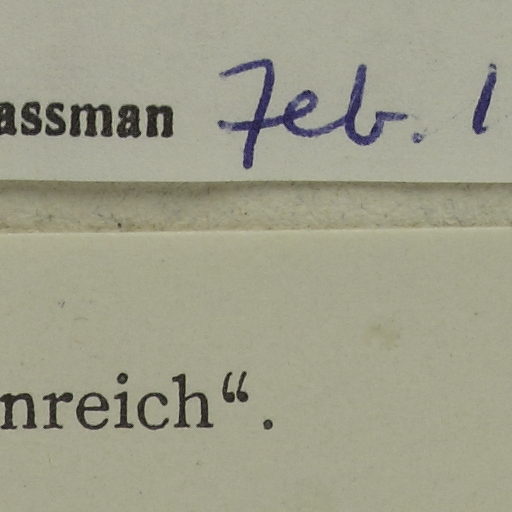 assman Feb. 1
nreich“.